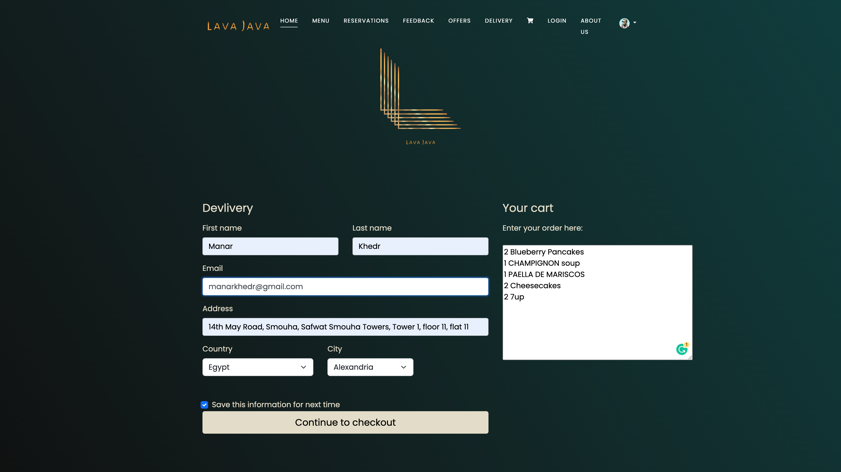 LAVA JAVA
HOME
MENU
RESERVATIONS
FEEDBACK
OFFERS
DELIVERY
LOGIN
ABOUT
US
LAVA JAVA
Devlivery
First name
Last name
Manar
Khedr
Email
manarkhedr@gmail.com
Address
14th May Road, Smouha, Safwat Smouha Towers, Tower 1, floor 11, flat 11
Country
City
Egypt
Alexandria
Save this information for next time
Continue to checkout
Your cart
Enter your order here:
2 Blueberry Pancakes
1 CHAMPIGNON soup
1 PAELLA DE MARISCOS
2 Cheesecakes
2 7up